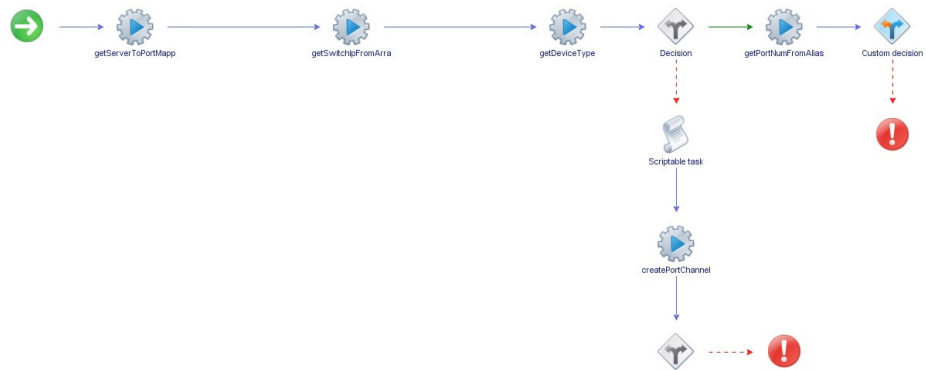 getServerToPortMapp
getSwitchIpFromArra
getDeviceType
Decision
getPortNumFromAlias
Custom decision
Scriptable task
createPortChannel